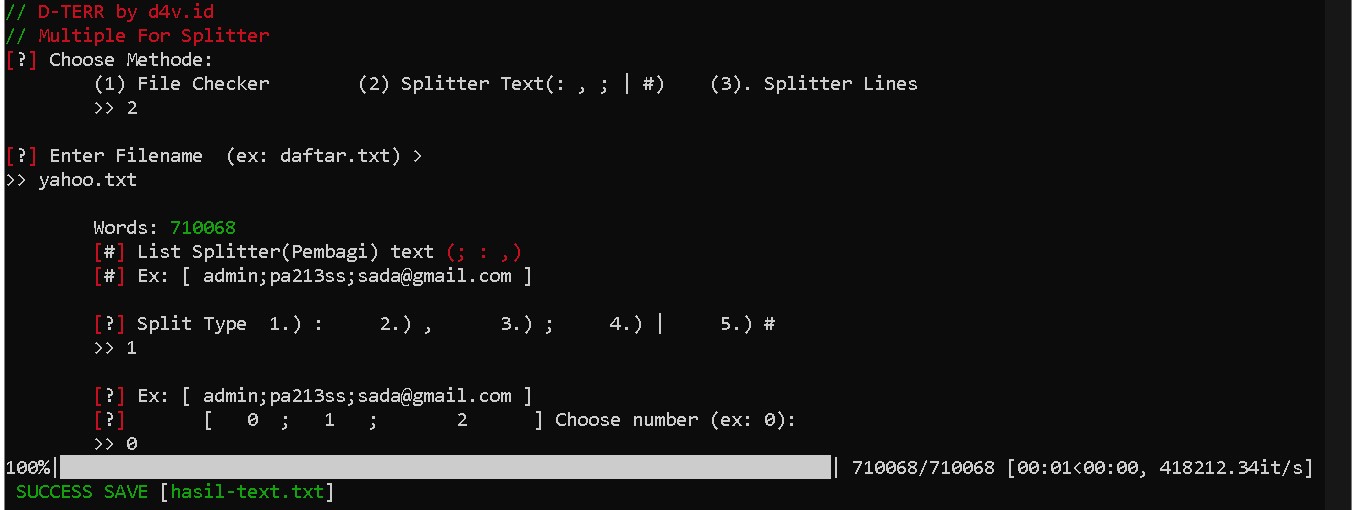 // D-TERR by d4v.id
// Multiple For Splitter
[?] Choose Methode:
(1) File Checker (2) Splitter Text(: , ; | #) (3). Splitter Lines
>> 2
[?] Enter Filename (ex: daftar.txt) >
>> yahoo.txt
Words: 710068
[#] List Splitter(Pembagi) text (; : ,)
[#] Ex: [ admin;pa213ss;sada@gmail.com ]
[?] Split Type 1.) : 2.) , 3.) ; 4.) | 5.) #
>> 1
[?] Ex: [ admin;pa213ss;sada@gmail.com ]
[?] [ 0 ; 1 ; 2 ] Choose number (ex: 0):
>> 0
100%| | 710068/710068 [00:01<00:00, 418212.34it/s]
SUCCESS SAVE [hasil-text.txt]